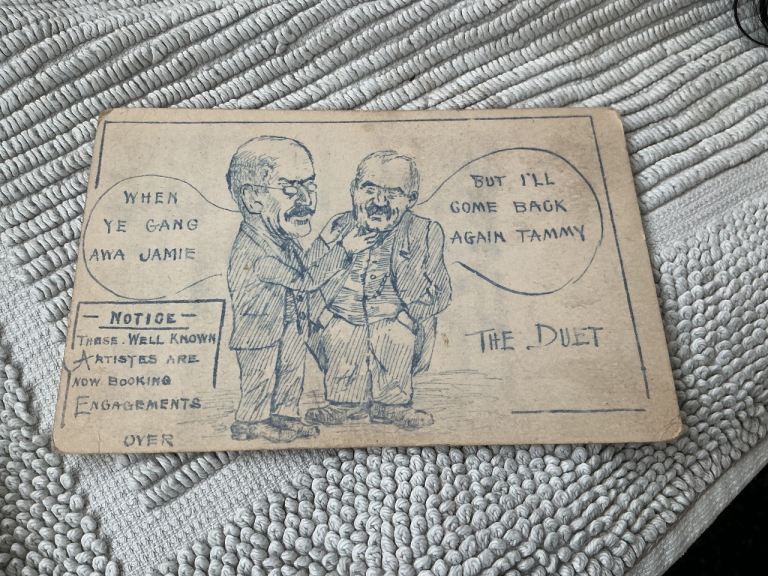 WHEN
YE GANG
AWA JAMIE
BUT I'LL
COME BACK
AGAIN TAMMY
- NOTICE -
THESE WELL KNOWN
ARTISTES ARE
NOW BOOKING
ENGAGEMENTS
OVER
THE DUET